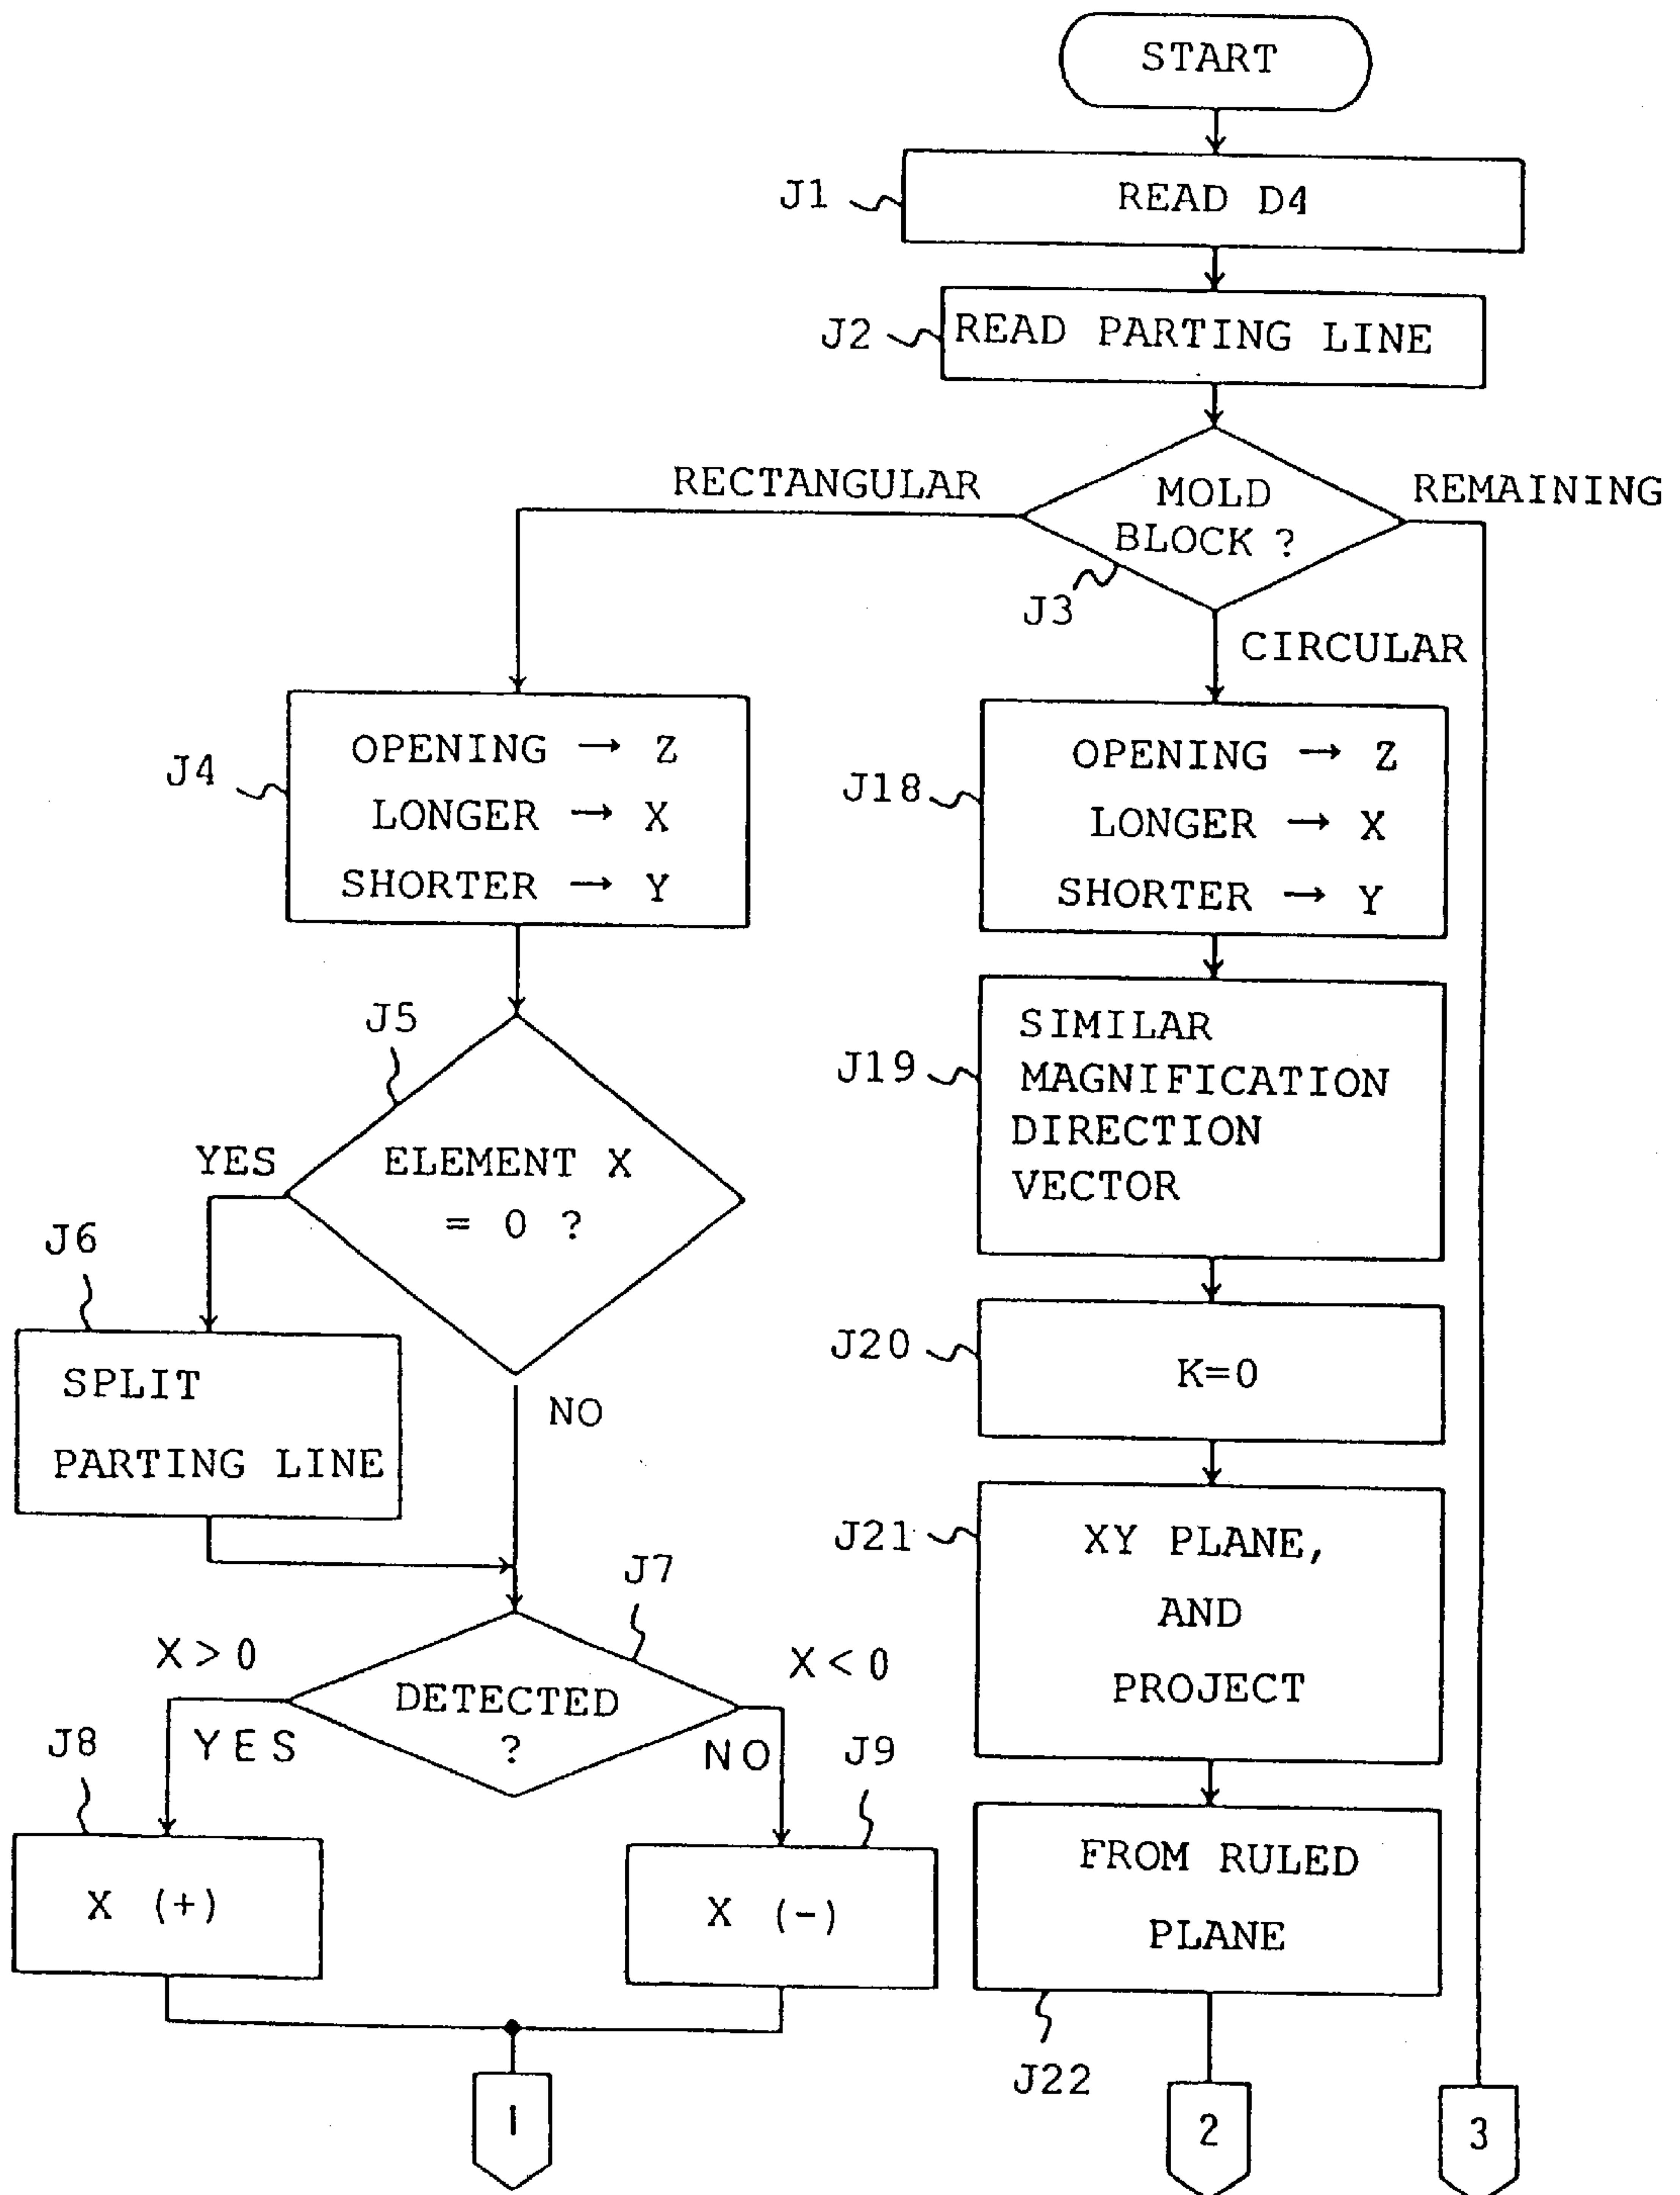 START
J1
READ D4
J2
READ PARTING LINE
RECTANGULAR
MOLD
BLOCK ?
REMAINING
J3
CIRCULAR
J4
OPENING → Z
LONGER → X
SHORTER → Y
J18
OPENING → Z
LONGER → X
SHORTER → Y
J5
YES
ELEMENT X
= 0 ?
NO
J6
SPLIT
PARTING LINE
J19
SIMILAR
MAGNIFICATION
DIRECTION
VECTOR
J20
K=0
J21
XY PLANE,
AND
PROJECT
J7
X > 0
DETECTED
?
X < 0
YES
NO
J8
X (+)
J9
X (-)
FROM RULED
PLANE
J22
1
2
3